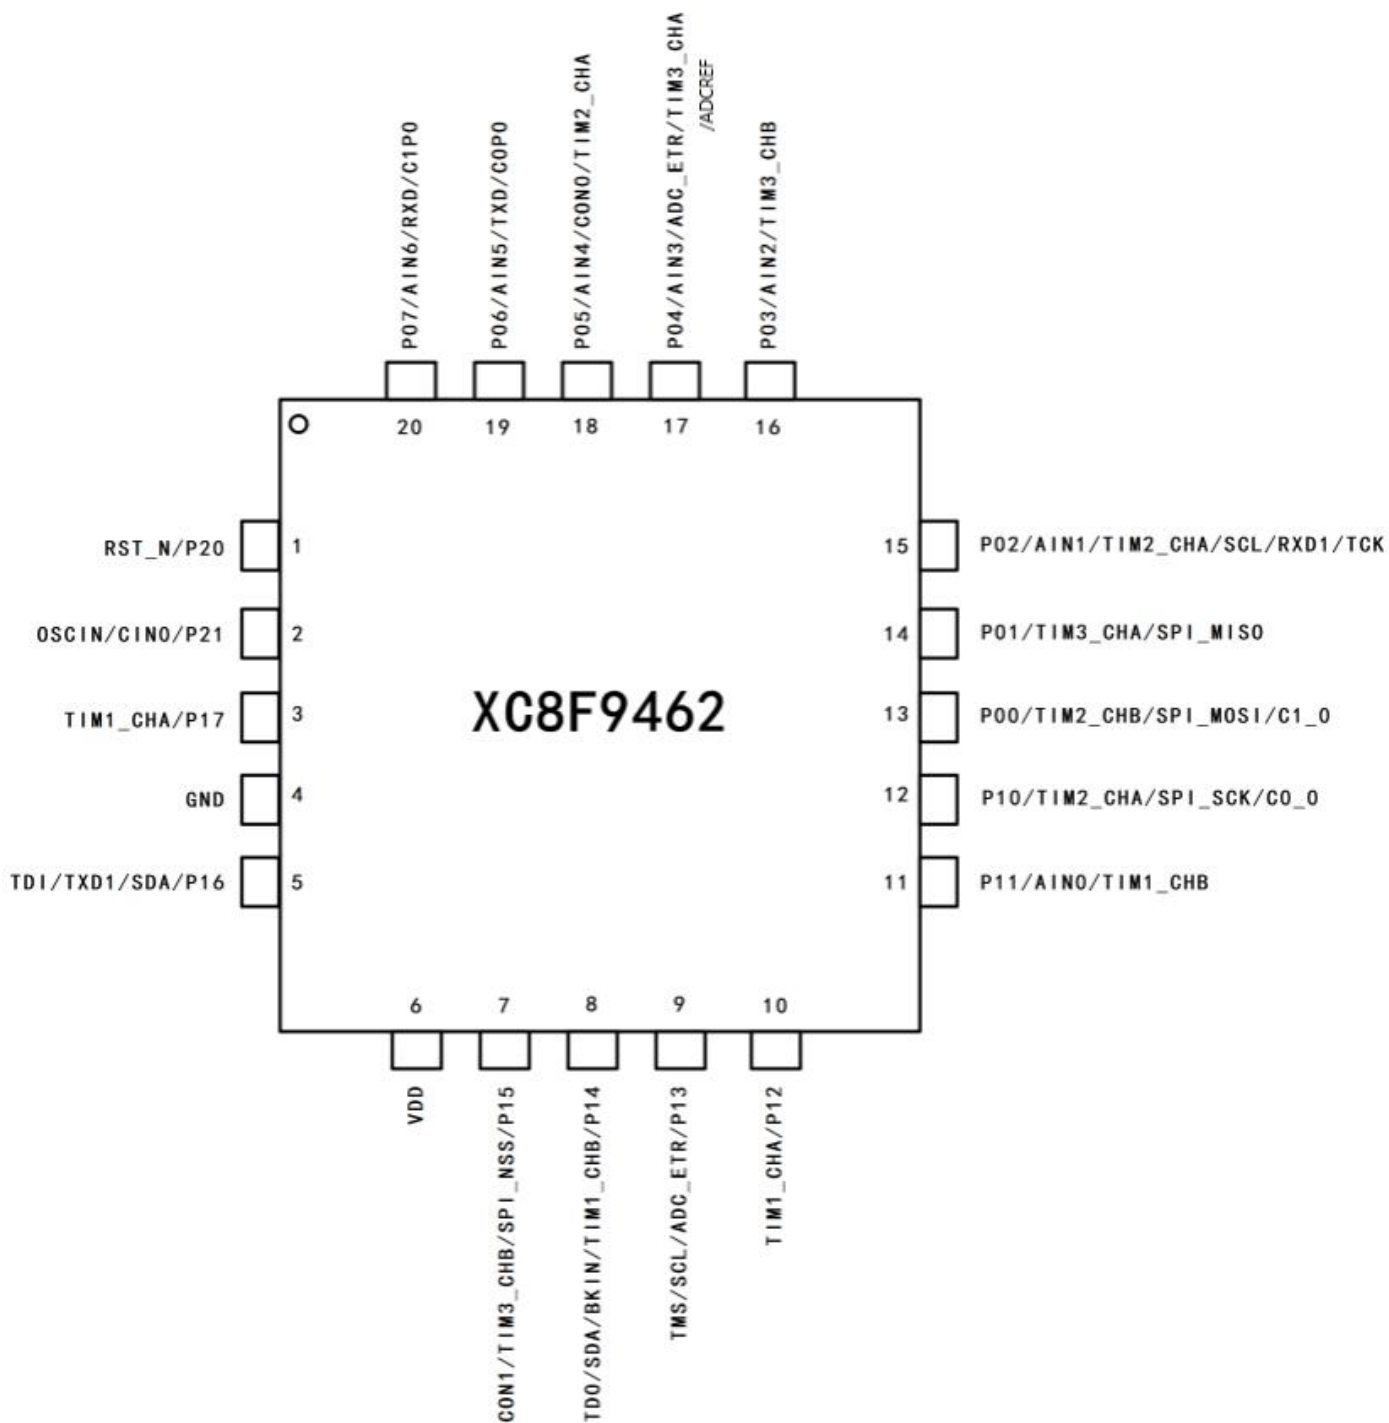 P07/AIN6/RXD/C1P0
P06/AIN5/TXD/C0P0
P05/AIN4/CON0/TIM2_CHA
P04/AIN3/ADC_ETR/TIM3_CHA
/ADCREF
P03/AIN2/TIM3_CHB
20
19
18
17
16
RST_N/P20
1
15
P02/AIN1/TIM2_CHA/SCL/RXD1/TCK
OSCIN/CIN0/P21
2
14
P01/TIM3_CHA/SPI_MISO
TIM1_CHA/P17
3
XC8F9462
13
P00/TIM2_CHB/SPI_MOSI/C1_0
GND
4
12
P10/TIM2_CHA/SPI_SCK/C0_0
TDI/TXD1/SDA/P16
5
11
P11/AIN0/TIM1_CHB
6
7
8
9
10
VDD
CON1/TIM3_CHB/SPI_NSS/P15
TDO/SDA/BKIN/TIM1_CHB/P14
TMS/SCL/ADC_ETR/P13
TIM1_CHA/P12